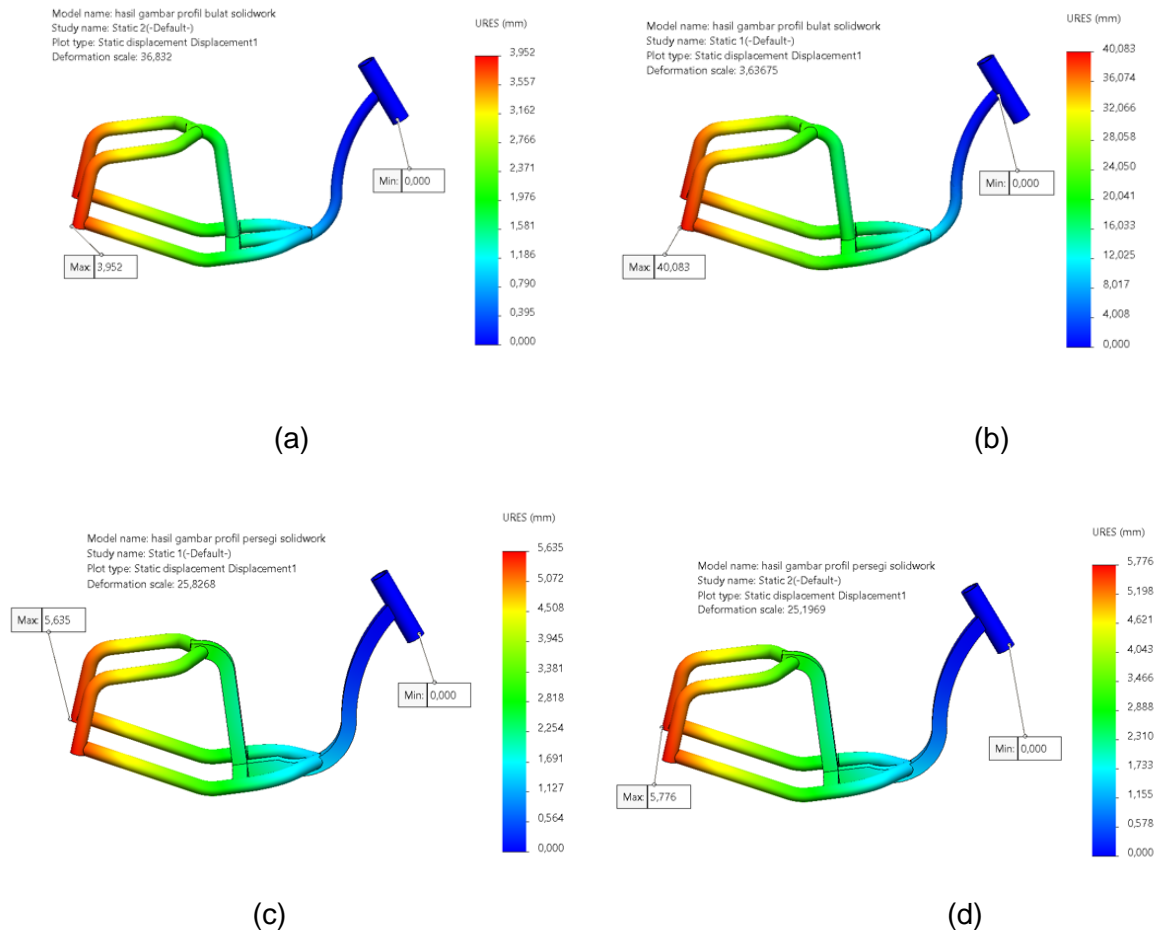 Model name: hasil gambar profil bulat solidwork
Study name: Static 2(-Default-)
Plot type: Static displacement Displacement1
Deformation scale: 36,832
URES (mm)
3,952
3,557
3,162
2,766
2,371
1,976
1,581
1,186
0,790
0,395
0,000
Min: 0,000
Max: 3,952
(a)
Model name: hasil gambar profil bulat solidwork
Study name: Static 1(-Default-)
Plot type: Static displacement Displacement1
Deformation scale: 3,63675
URES (mm)
40,083
36,074
32,066
28,058
24,050
20,041
16,033
12,025
8,017
4,008
0,000
Min: 0,000
Max: 40,083
(b)
Model name: hasil gambar profil persegi solidwork
Study name: Static 1(-Default-)
Plot type: Static displacement Displacement1
Deformation scale: 25,8268
URES (mm)
5,635
5,072
4,508
3,945
3,381
2,818
2,254
1,691
1,127
0,564
0,000
Max: 5,635
Min: 0,000
(c)
Model name: hasil gambar profil persegi solidwork
Study name: Static 2(-Default-)
Plot type: Static displacement Displacement1
Deformation scale: 25,1969
URES (mm)
5,776
5,198
4,621
4,043
3,466
2,888
2,310
1,733
1,155
0,578
0,000
Min: 0,000
Max: 5,776
(d)